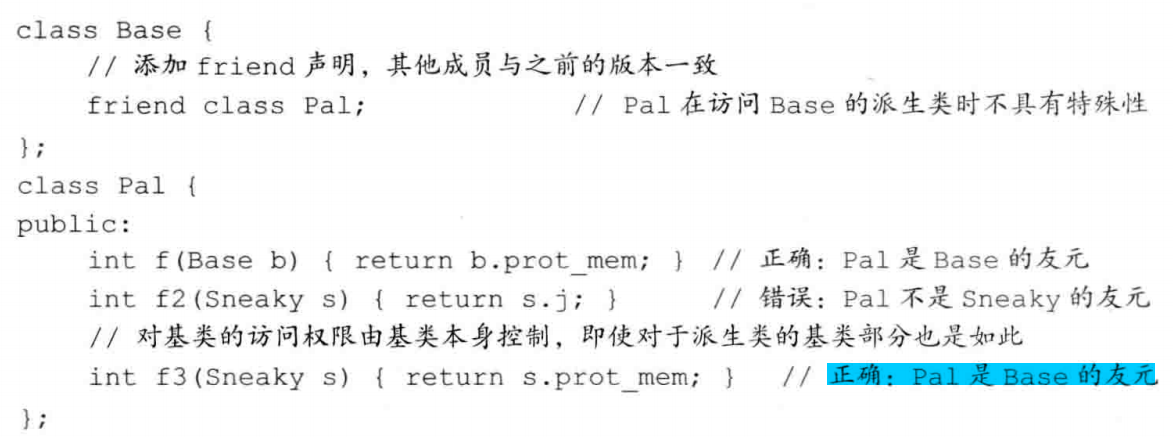 class Base {
    // 添加 friend 声明，其他成员与之前的版本一致
    friend class Pal;                // Pal 在访问 Base 的派生类时不具有特殊性
};
class Pal {
public:
    int f(Base b) { return b.prot_mem; }  // 正确：Pal 是 Base 的友元
    int f2(Sneaky s) { return s.j; }      // 错误：Pal 不是 Sneaky 的友元
    // 对基类的访问权限由基类本身控制，即使对于派生类的基类部分也是如此
    int f3(Sneaky s) { return s.prot_mem; }   // 正确：Pal 是 Base 的友元
};